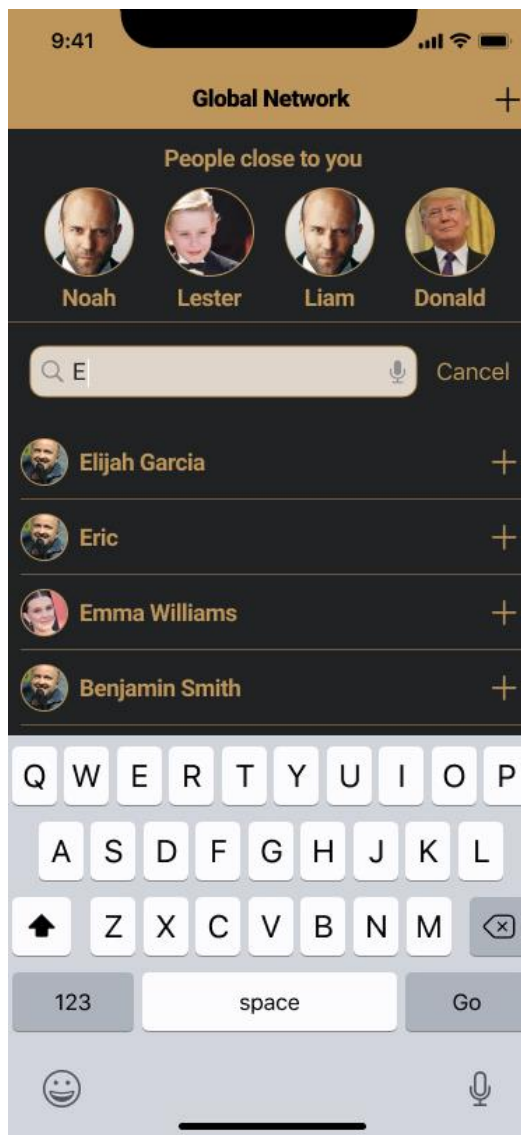 9:41
Global Network
People close to you
Noah Lester Liam Donald
E Cancel
Elijah Garcia
Eric
Emma Williams
Benjamin Smith
Q W E R T Y U I O P
A S D F G H J K L
Z X C V B N M
123 space Go